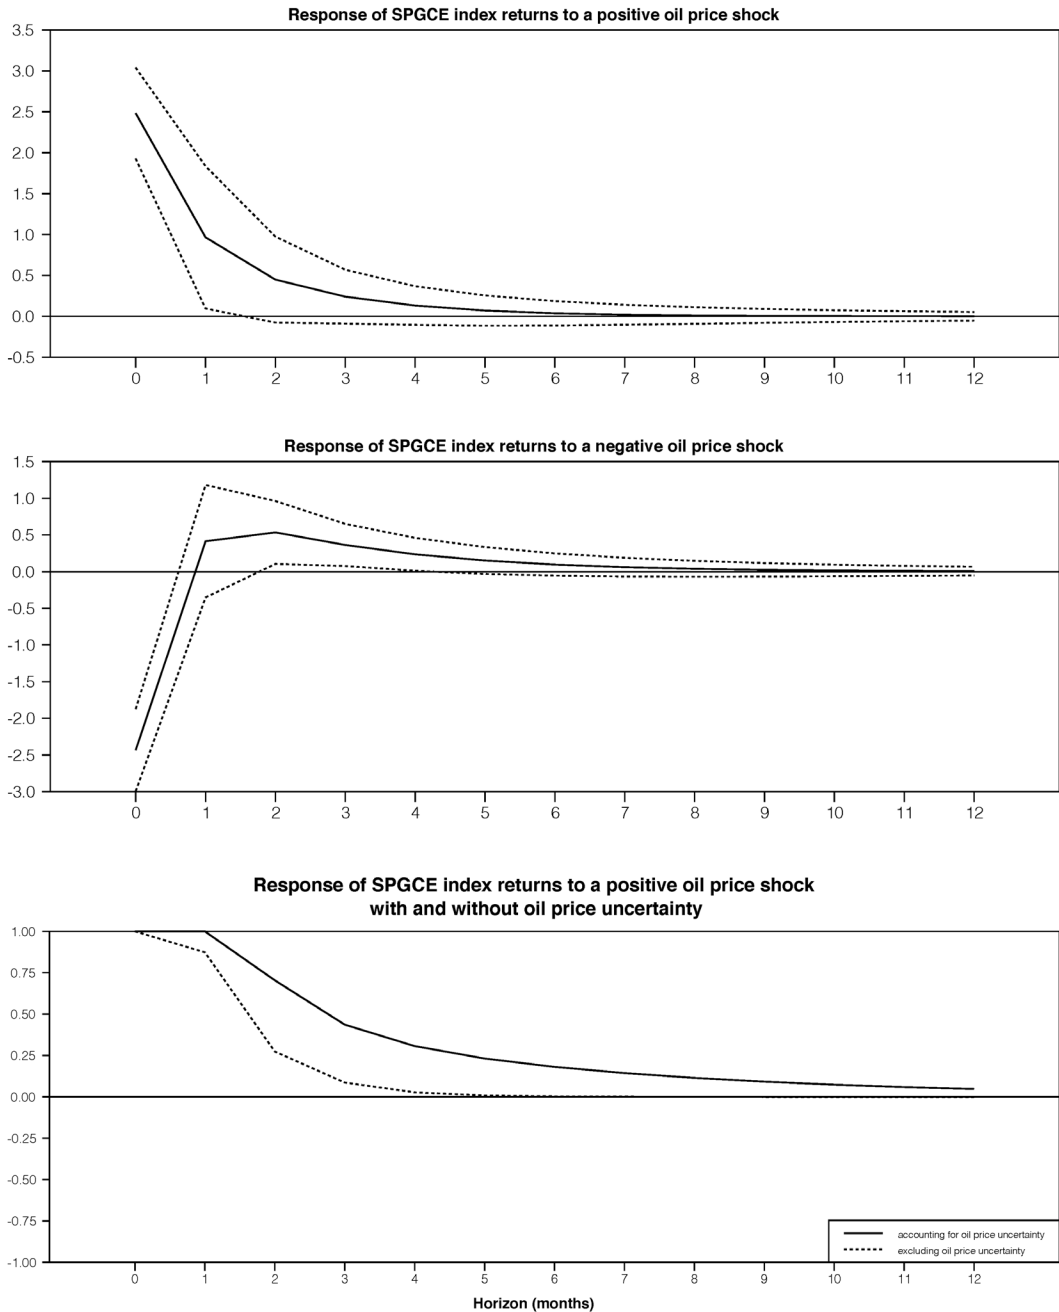 Response of SPGCE index returns to a positive oil price shock
3.5
3.0
2.5
2.0
1.5
1.0
0.5
0.0
-0.5
0 1 2 3 4 5 6 7 8 9 10 11 12
Response of SPGCE index returns to a negative oil price shock
1.5
1.0
0.5
0.0
-0.5
-1.0
-1.5
-2.0
-2.5
-3.0
0 1 2 3 4 5 6 7 8 9 10 11 12
Response of SPGCE index returns to a positive oil price shock
with and without oil price uncertainty
1.00
0.75
0.50
0.25
0.00
-0.25
-0.50
-0.75
-1.00
accounting for oil price uncertainty
excluding oil price uncertainty
0 1 2 3 4 5 6 7 8 9 10 11 12
Horizon (months)